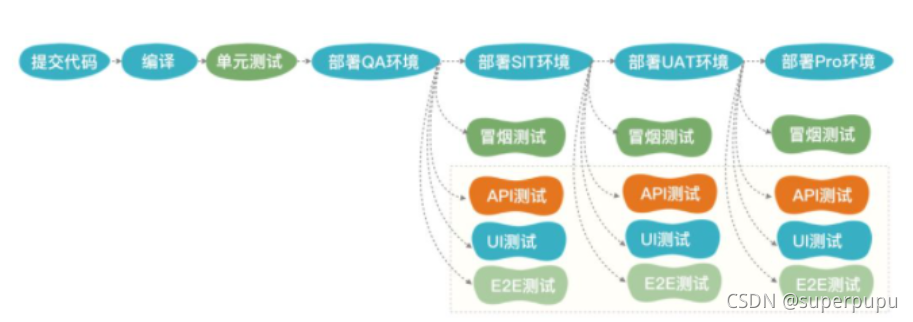 提交代码
编译
单元测试
部署QA环境
部署SIT环境
部署UAT环境
部署Pro环境
冒烟测试
冒烟测试
冒烟测试
API测试
API测试
API测试
UI测试
UI测试
UI测试
E2E测试
E2E测试
E2E测试
CSDN @superpupu